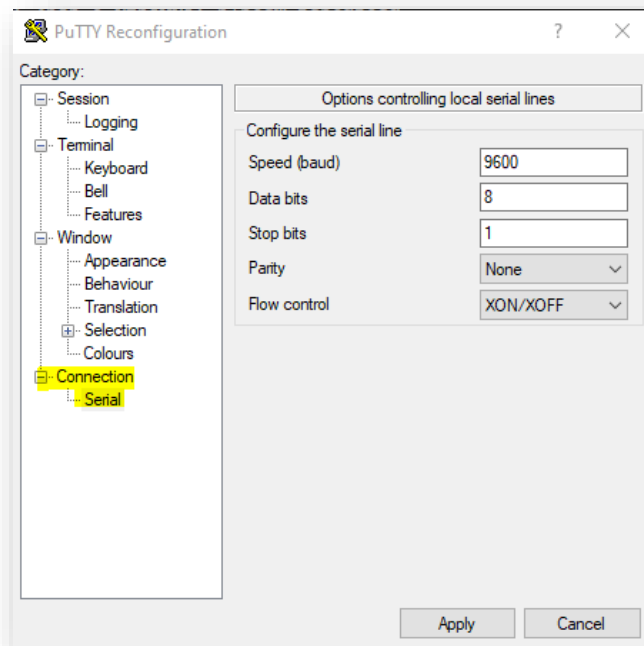 PuTTY Reconfiguration
?
Category:
Session
Logging
Terminal
Keyboard
Bell
Features
Window
Appearance
Behaviour
Translation
Selection
Colours
Connection
Serial
Options controlling local serial lines
Configure the serial line
Speed (baud) 9600
Data bits 8
Stop bits 1
Parity None
Flow control XON/XOFF
Apply Cancel